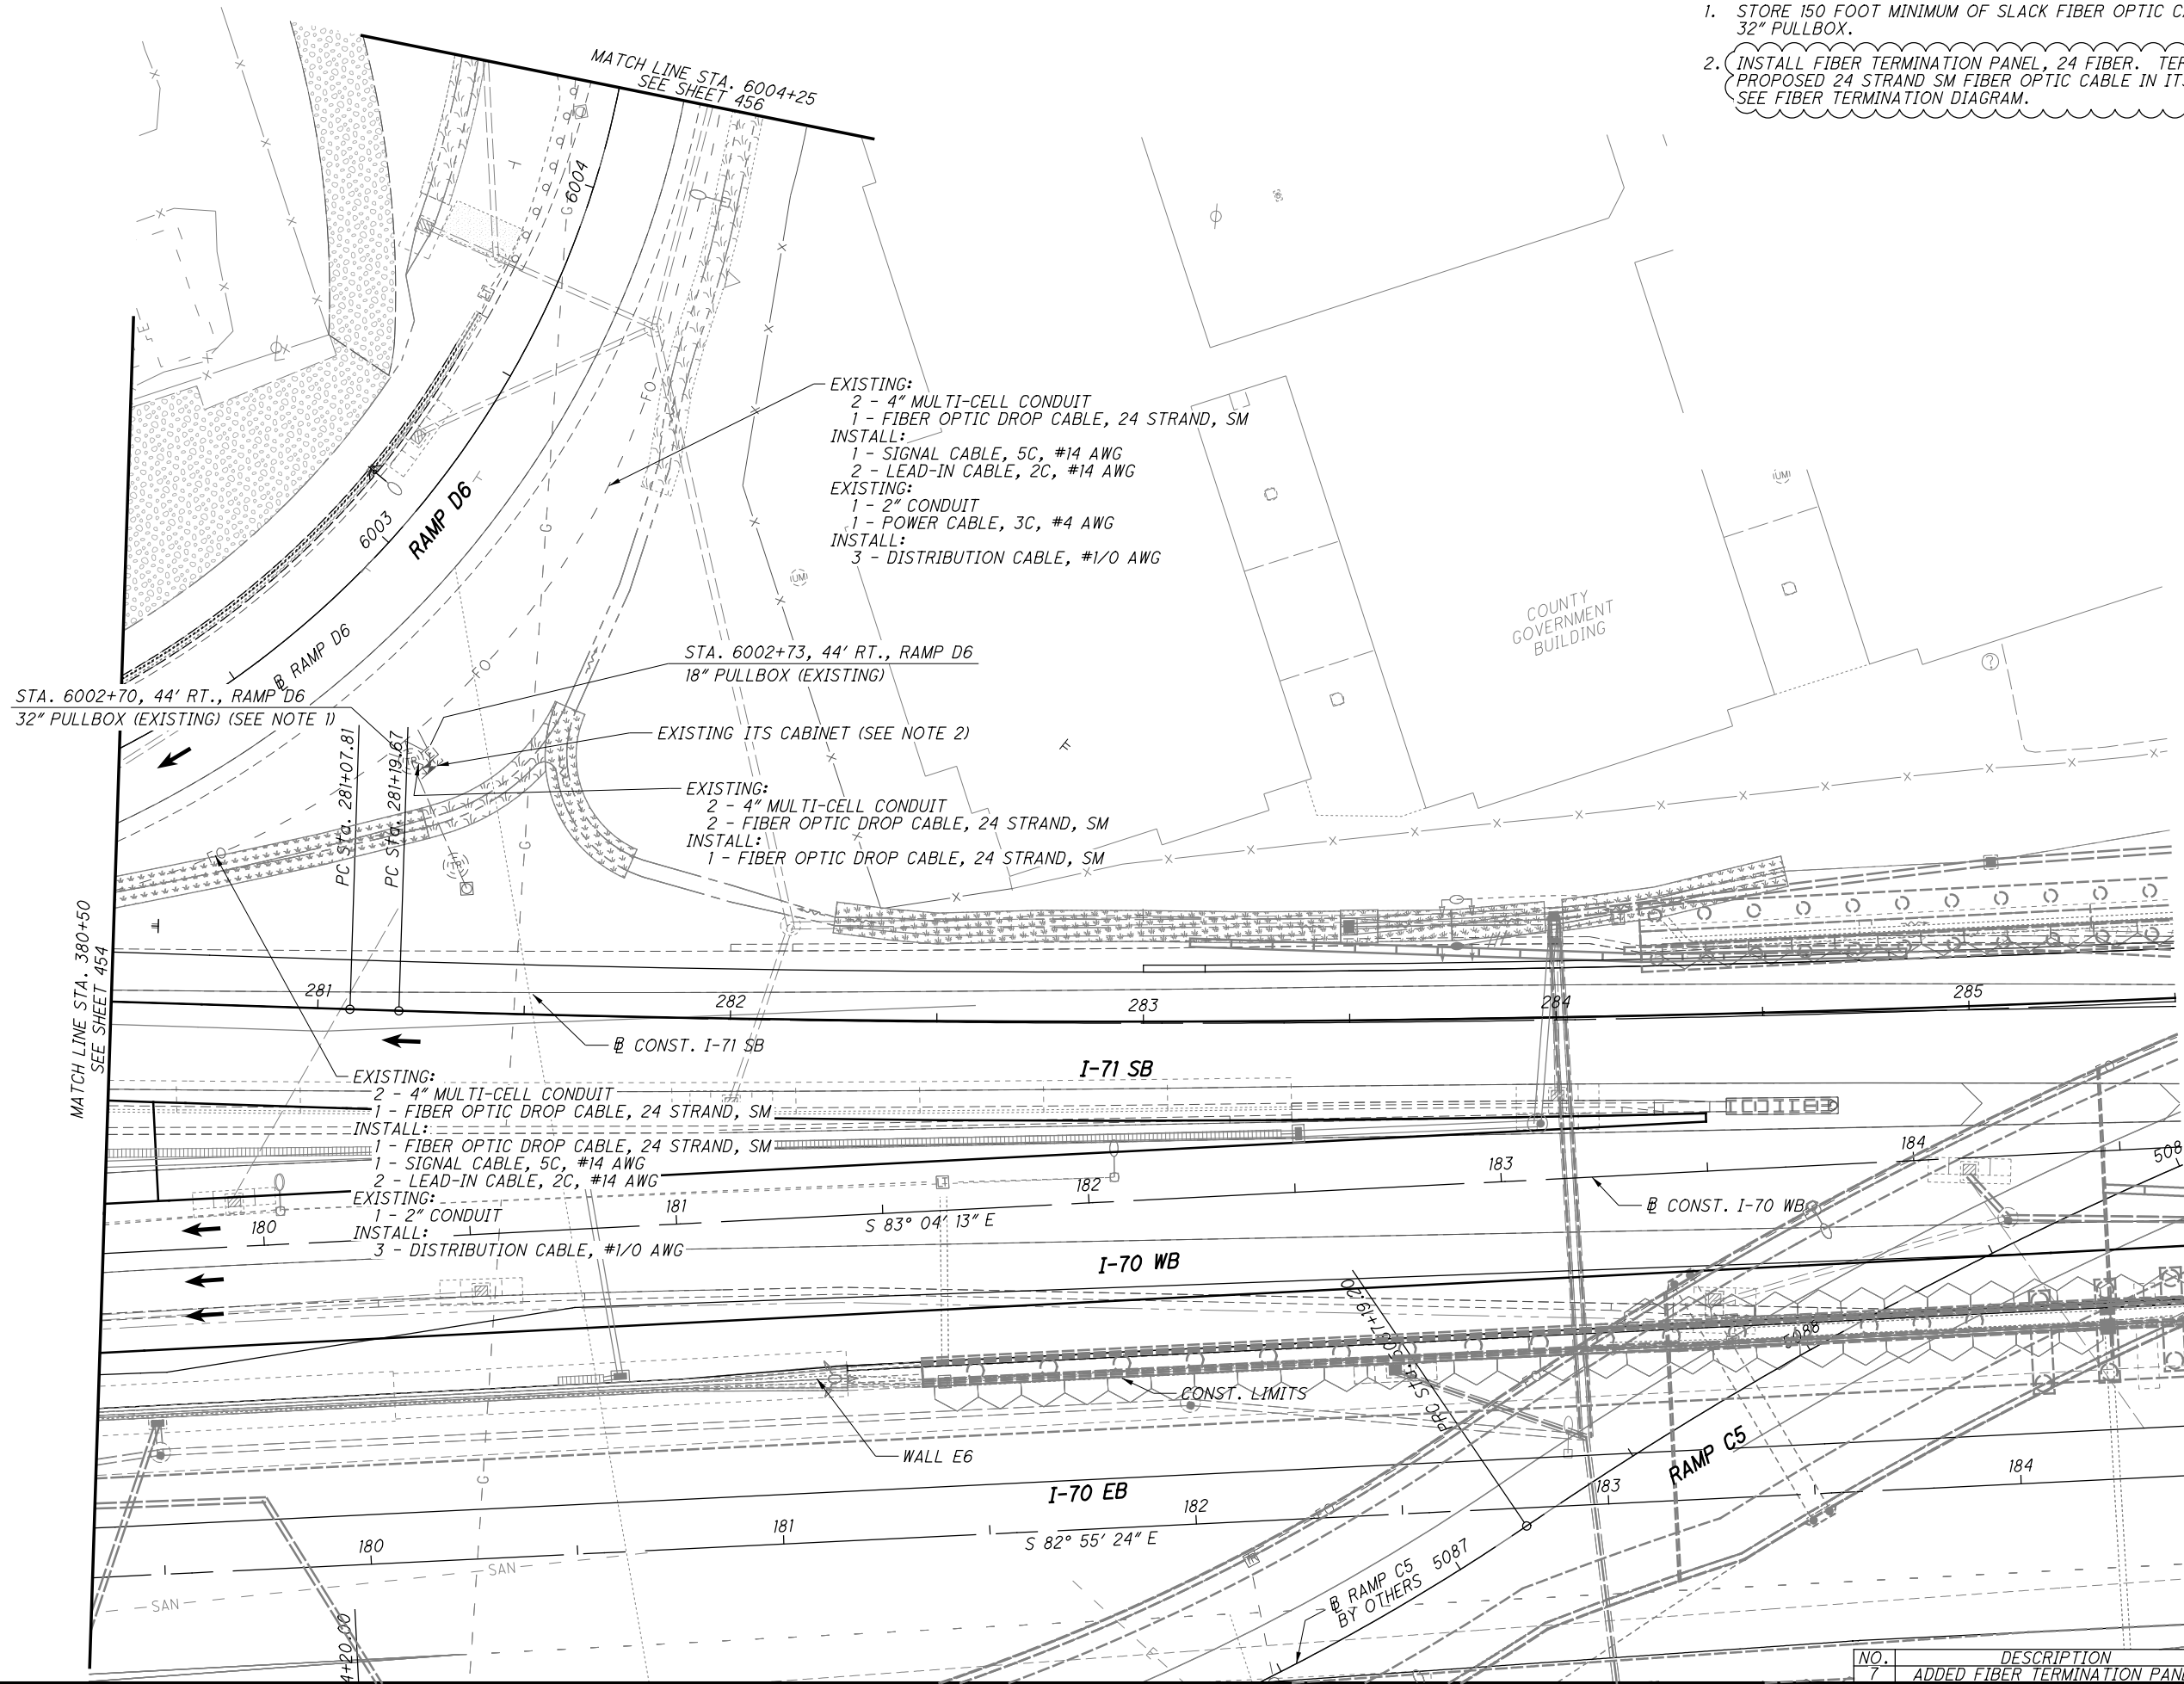 1. STORE 150 FOOT MINIMUM OF SLACK FIBER OPTIC
32" PULLBOX.
2. INSTALL FIBER TERMINATION PANEL, 24 FIBER.
PROPOSED 24 STRAND SM FIBER OPTIC CABLE IN
SEE FIBER TERMINATION DIAGRAM.
MATCH LINE STA. 6004+25
SEE SHEET 456
6004
EXISTING:
2 - 4" MULTI-CELL CONDUIT
1 - FIBER OPTIC DROP CABLE, 24 STRAND, SM
INSTALL:
1 - SIGNAL CABLE, 5C, #14 AWG
2 - LEAD-IN CABLE, 2C, #14 AWG
EXISTING:
1 - 2" CONDUIT
1 - POWER CABLE, 3C, #4 AWG
INSTALL:
3 - DISTRIBUTION CABLE, #1/0 AWG
6003
RAMP D6
COUNTY
GOVERNMENT
BUILDING
℄ RAMP D6
STA. 6002+73, 44' RT., RAMP D6
18" PULLBOX (EXISTING)
STA. 6002+70, 44' RT., RAMP D6
32" PULLBOX (EXISTING) (SEE NOTE 1)
EXISTING ITS CABINET (SEE NOTE 2)
PC Sta. 281+07.81
PC Sta. 281+19.67
EXISTING:
2 - 4" MULTI-CELL CONDUIT
2 - FIBER OPTIC DROP CABLE, 24 STRAND, SM
INSTALL:
1 - FIBER OPTIC DROP CABLE, 24 STRAND, SM
MATCH LINE STA. 380+50
SEE SHEET 454
281
282
283
284
285
℄ CONST. I-71 SB
I-71 SB
EXISTING:
2 - 4" MULTI-CELL CONDUIT
1 - FIBER OPTIC DROP CABLE, 24 STRAND, SM
INSTALL:
1 - FIBER OPTIC DROP CABLE, 24 STRAND, SM
1 - SIGNAL CABLE, 5C, #14 AWG
2 - LEAD-IN CABLE, 2C, #14 AWG
EXISTING:
1 - 2" CONDUIT
INSTALL:
3 - DISTRIBUTION CABLE, #1/0 AWG
180
181
182
183
184
S 83° 04' 13" E
℄ CONST. I-70 WB
I-70 WB
PRC Sta. 5087+19.20
5088
CONST. LIMITS
WALL E6
RAMP C5
I-70 EB
180
181
182
183
184
S 82° 55' 24" E
SAN
SAN
℄ RAMP C5
BY OTHERS
5087
4+20.00
NO. DESCRIPTION
7 ADDED FIBER TERMINATION